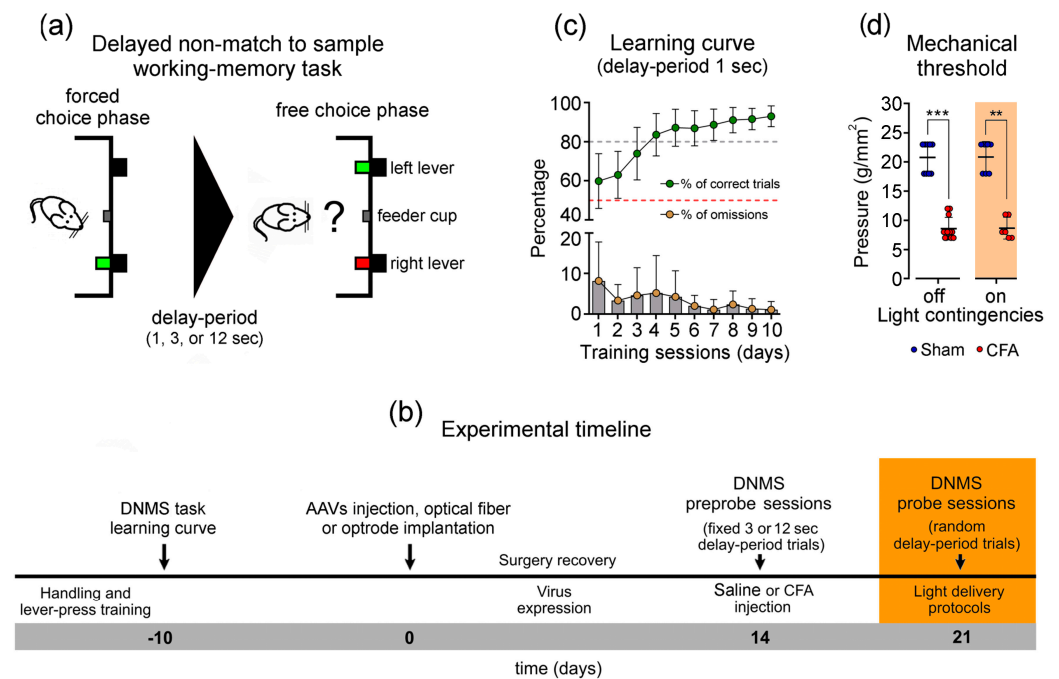 (a)
Delayed non-match to sample
working-memory task
forced
choice phase
free choice phase
left lever
feeder cup
?
right lever
delay-period
(1, 3, or 12 sec)
(c)
Learning curve
(delay-period 1 sec)
Percentage
100
80
60
40
20
10
0
% of correct trials
% of omissions
1 2 3 4 5 6 7 8 9 10
Training sessions (days)
(d)
Mechanical
threshold
Pressure (g/mm²)
30
25
20
15
10
5
0
*** **
off on
Light contingencies
Sham CFA
(b)
Experimental timeline
DNMS task
learning curve
AAVs injection, optical fiber
or optrode implantation
DNMS
preprobe sessions
(fixed 3 or 12 sec
delay-period trials)
DNMS
probe sessions
(random
delay-period trials)
Surgery recovery
Handling and
lever-press training
Virus
expression
Saline or CFA
injection
Light delivery
protocols
-10 0 14 21
time (days)